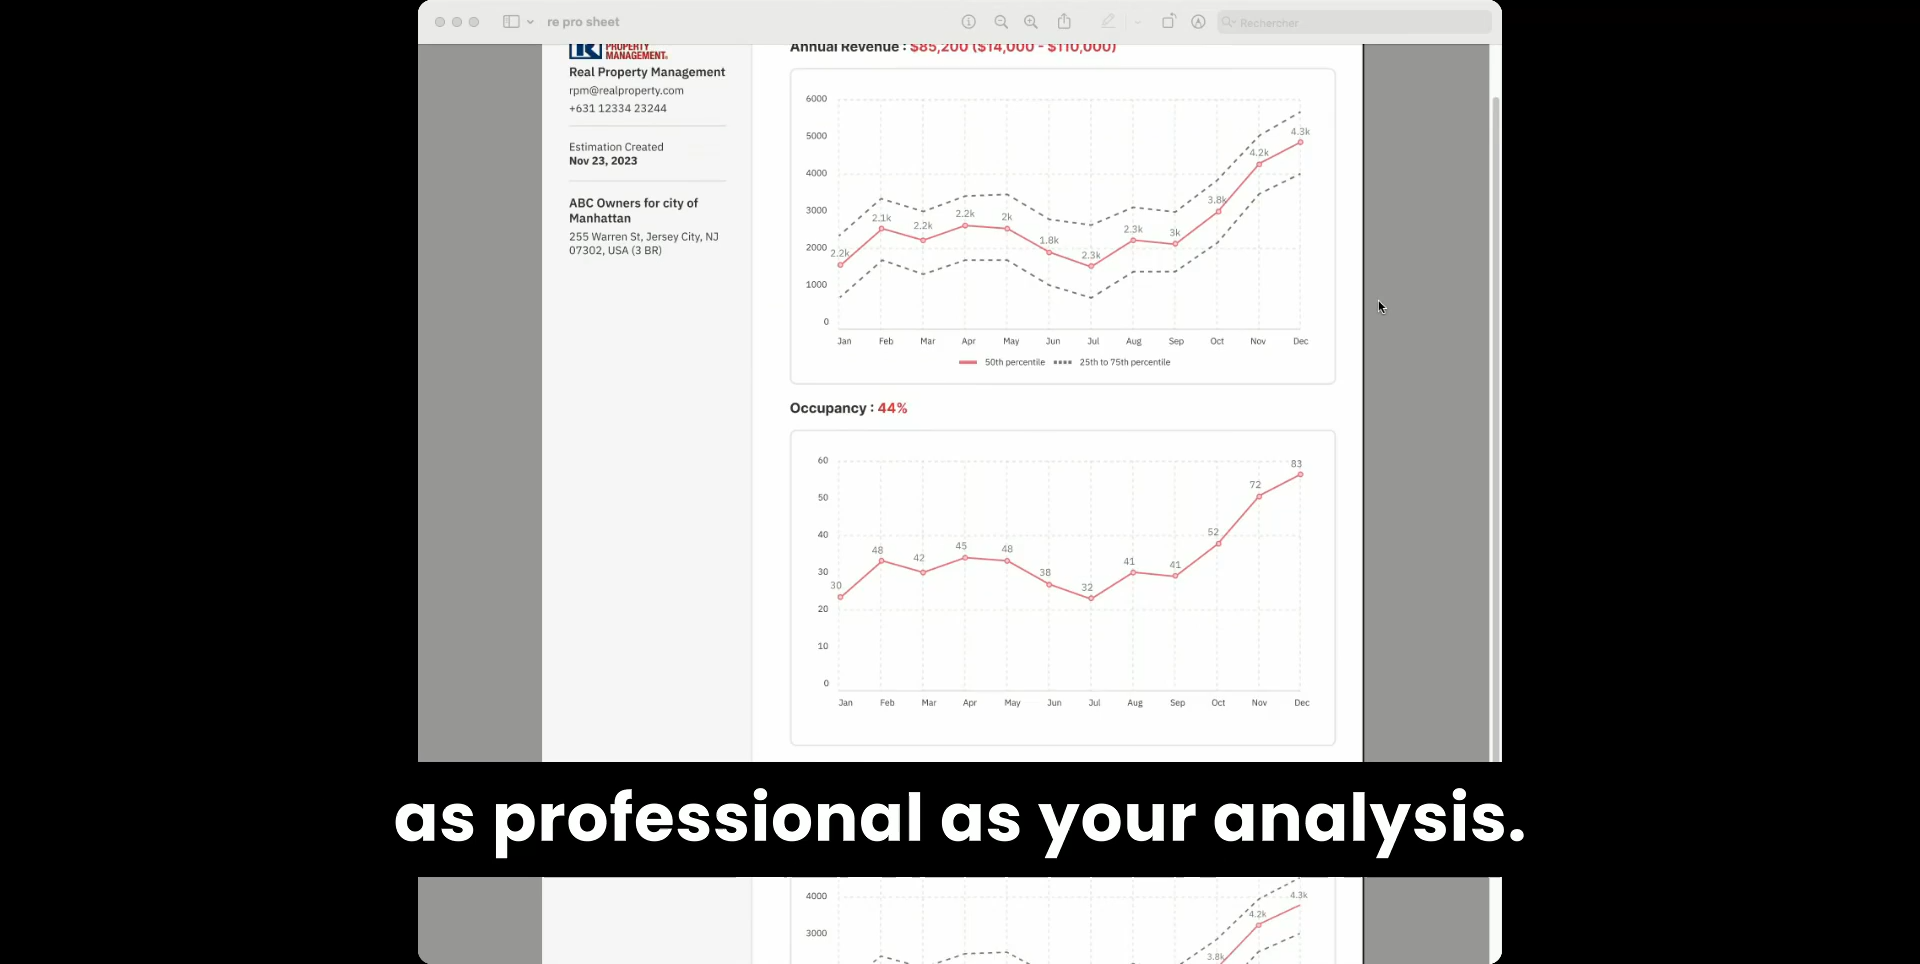 re pro sheet
Rechercher
PROPERTY
MANAGEMENT.
Real Property Management
rpm@realproperty.com
+631 12334 23244
Estimation Created
Nov 23, 2023
ABC Owners for city of
Manhattan
255 Warren St, Jersey City, NJ
07302, USA (3 BR)
Annual Revenue : $85,200 ($14,000 - $110,000)
6000
5000
4000
3000
2000
1000
0
2.2k
2.1k
2.2k
2.2k
2k
1.8k
2.3k
2.3k
3k
3.8k
4.2k
4.3k
Jan Feb Mar Apr May Jun Jul Aug Sep Oct Nov Dec
50th percentile 25th to 75th percentile
Occupancy : 44%
60
50
40
30
20
10
0
30
48
42
45
48
38
32
41
41
52
72
83
Jan Feb Mar Apr May Jun Jul Aug Sep Oct Nov Dec
as professional as your analysis.
4000
3000
3.8k
4.2k
4.3k